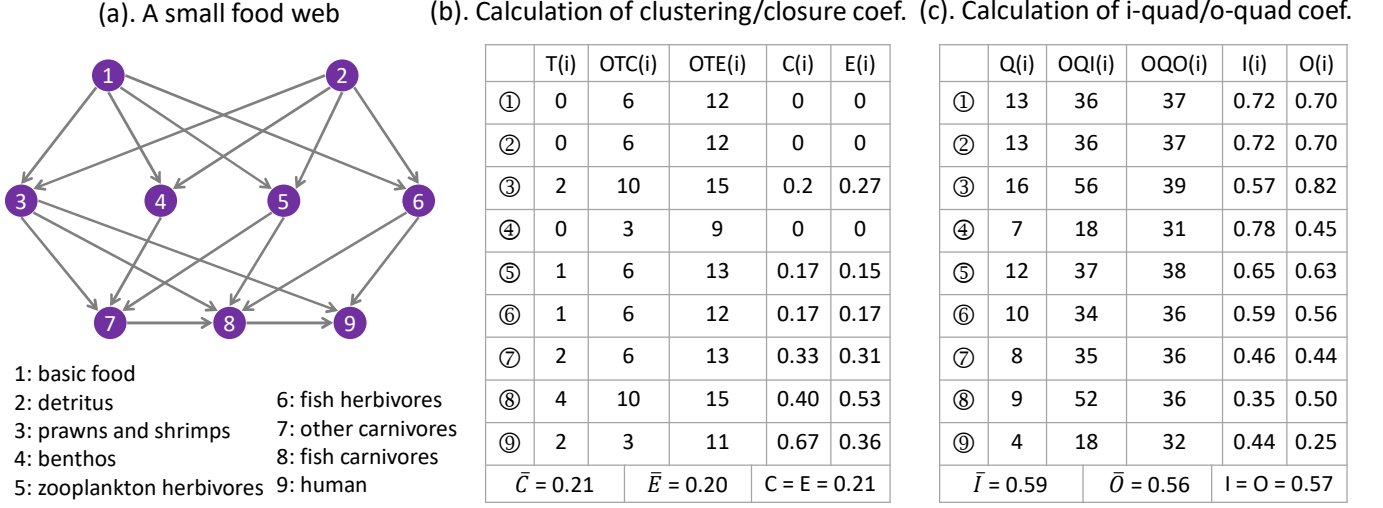 (a). A small food web
1 2
3 4 5 6
7 8 9
1: basic food
2: detritus
3: prawns and shrimps
4: benthos
5: zooplankton herbivores
6: fish herbivores
7: other carnivores
8: fish carnivores
9: human
(b). Calculation of clustering/closure coef.
T(i) OTC(i) OTE(i) C(i) E(i)
① 0 6 12 0 0
② 0 6 12 0 0
③ 2 10 15 0.2 0.27
④ 0 3 9 0 0
⑤ 1 6 13 0.17 0.15
⑥ 1 6 12 0.17 0.17
⑦ 2 6 13 0.33 0.31
⑧ 4 10 15 0.40 0.53
⑨ 2 3 11 0.67 0.36
C̄ = 0.21 Ē = 0.20 C = E = 0.21
(c). Calculation of i-quad/o-quad coef.
Q(i) OQI(i) OQO(i) I(i) O(i)
① 13 36 37 0.72 0.70
② 13 36 37 0.72 0.70
③ 16 56 39 0.57 0.82
④ 7 18 31 0.78 0.45
⑤ 12 37 38 0.65 0.63
⑥ 10 34 36 0.59 0.56
⑦ 8 35 36 0.46 0.44
⑧ 9 52 36 0.35 0.50
⑨ 4 18 32 0.44 0.25
Ī = 0.59 Ō = 0.56 I = O = 0.57